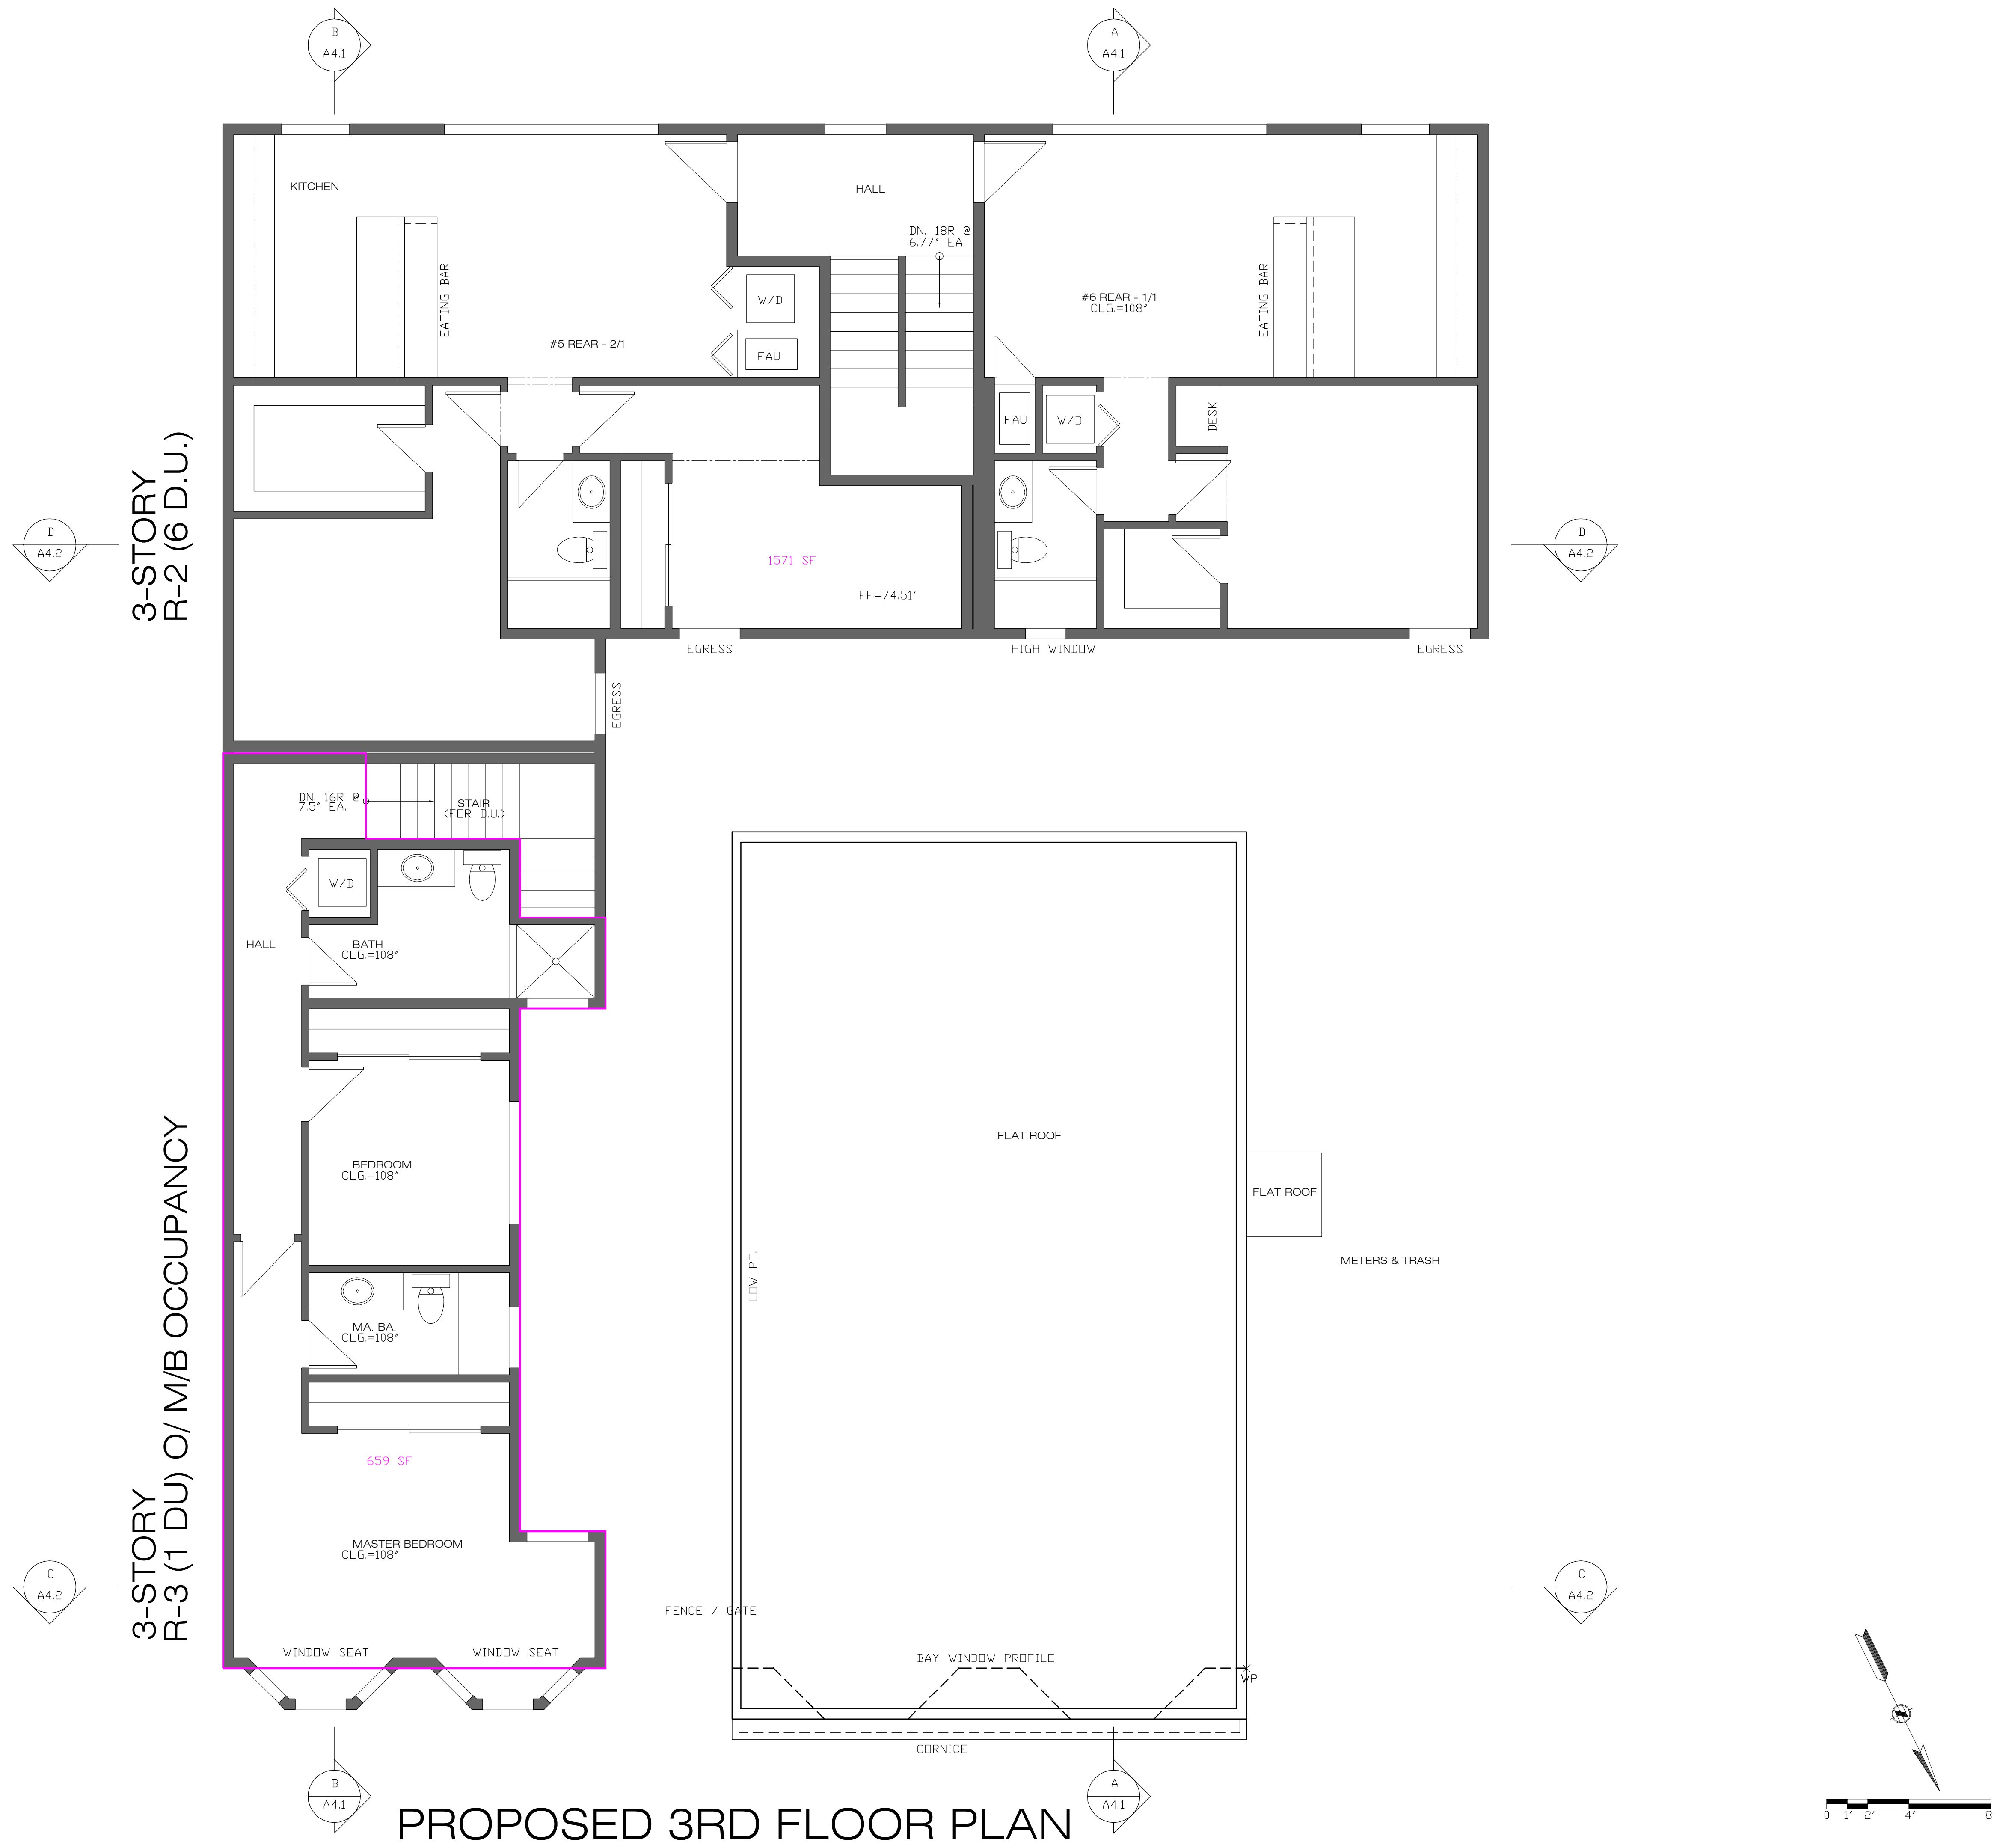 B
A4.1
A
A4.1
KITCHEN
HALL
DN. 18R @
6.77" EA.
EATING BAR
W/D
#6 REAR - 1/1
CLG.=108"
EATING BAR
#5 REAR - 2/1
FAU
FAU
W/D
DESK
3-STORY
R-2 (6 D.U.)
D
A4.2
D
A4.2
1571 SF
FF=74.51'
EGRESS
HIGH WINDOW
EGRESS
EGRESS
DN. 16R @
7.5" EA.
STAIR
(FOR D.U.)
W/D
HALL
BATH
CLG.=108"
FLAT ROOF
BEDROOM
CLG.=108"
FLAT ROOF
LOW PT.
METERS & TRASH
MA. BA.
CLG.=108"
3-STORY
R-3 (1 DU) O/ M/B OCCUPANCY
659 SF
MASTER BEDROOM
CLG.=108"
C
A4.2
C
A4.2
FENCE / GATE
WINDOW SEAT
WINDOW SEAT
BAY WINDOW PROFILE
WP
CORNICE
B
A4.1
A
A4.1
0 1' 2' 4' 8'
PROPOSED 3RD FLOOR PLAN